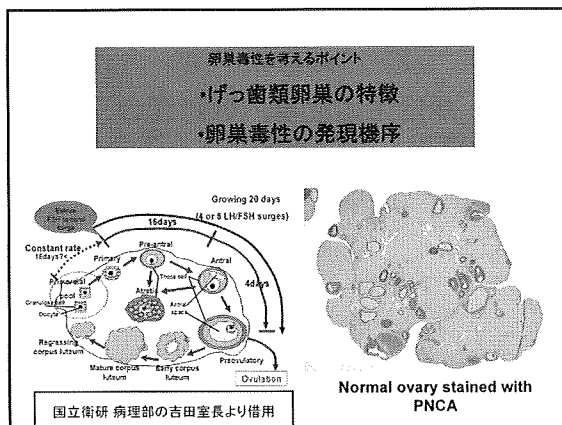 卵巣毒性を考えるポイント
・げっ歯類卵巣の特徴
・卵巣毒性の発現機序
Growing 20 days
(4 or 5 LH/FSH surges)
16days
Constant rate
Pre-antral
Primary
Antral
4days
Theca cell
Primordial
pool
Atretic
Granulosa cell
Oocyte
Antral
space
Regressing
corpus luteum
Mature corpus
luteum
Early corpus
luteum
Preovulatory
Ovulation
国立衛研 病理部の吉田室長より借用
Normal ovary stained with
PNCA